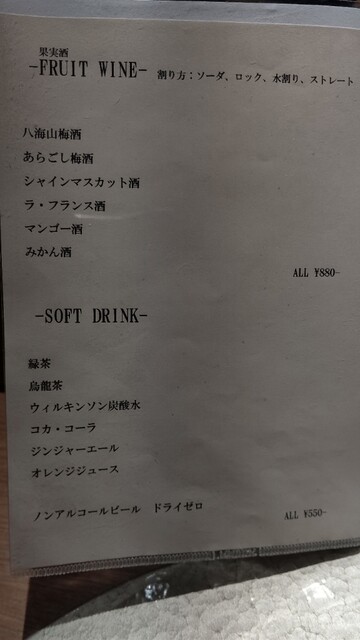 果実酒
-FRUIT WINE- 割り方：ソーダ、ロック、水割り、ストレート
八海山梅酒
あらごし梅酒
シャインマスカット酒
ラ・フランス酒
マンゴー酒
みかん酒
ALL ¥880-
-SOFT DRINK-
緑茶
烏龍茶
ウィルキンソン炭酸水
コカ・コーラ
ジンジャーエール
オレンジジュース
ノンアルコールビール　ドライゼロ
ALL ¥550-